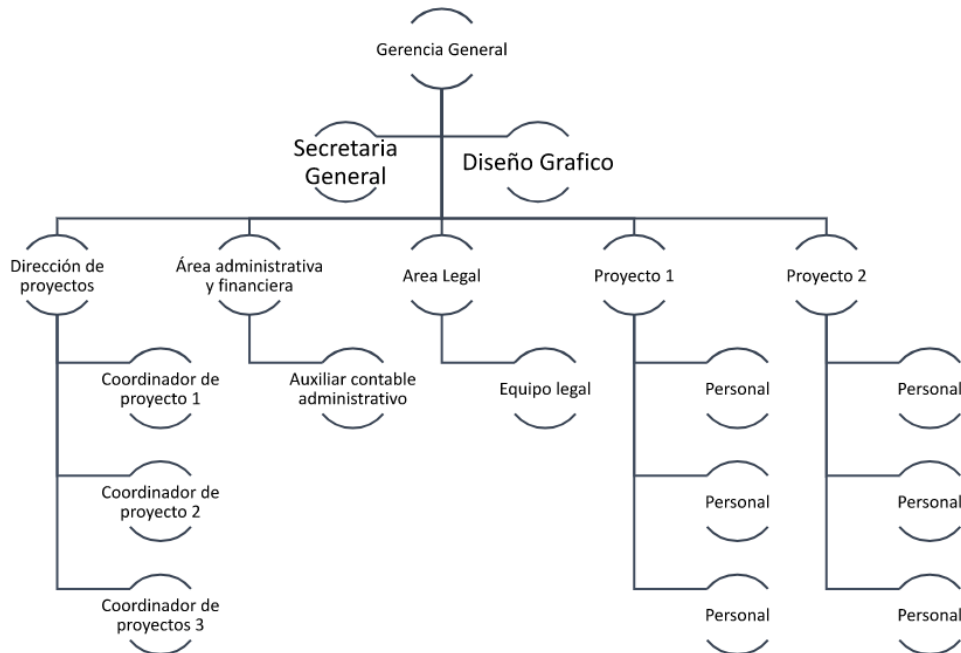 Gerencia General
Secretaria
General
Diseño Grafico
Dirección de
proyectos
Área administrativa
y financiera
Area Legal
Proyecto 1
Proyecto 2
Coordinador de
proyecto 1
Auxiliar contable
administrativo
Equipo legal
Personal
Personal
Coordinador de
proyecto 2
Personal
Personal
Coordinador de
proyectos 3
Personal
Personal